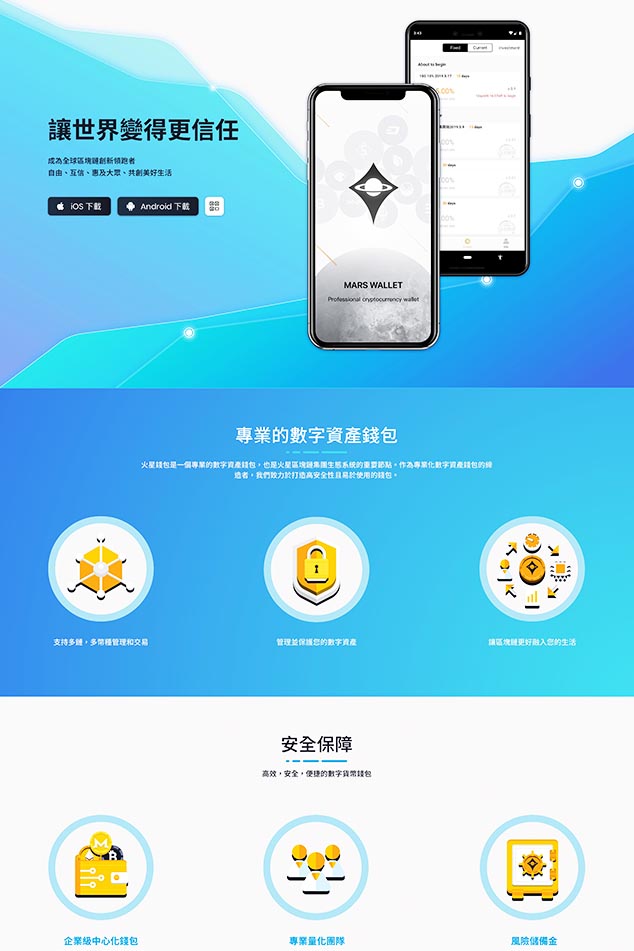 3:43
Fixed Current Investment
About to begin
讓世界變得更信任
成為全球區塊鏈創新領跑者
自由、互信、惠及大眾、共創美好生活
iOS 下載 Android 下載
MARS WALLET
Professional cryptocurrency wallet
專業的數字資產錢包
火星錢包是一個專業的數字資產錢包，也是火星區塊鏈集團生態系統的重要節點。作為專業化數字資產錢包的締
造者，我們致力於打造高安全性且易於使用的錢包。
支持多鏈，多幣種管理和交易
管理並保護您的數字資產
讓區塊鏈更好融入您的生活
安全保障
高效，安全，便捷的數字貨幣錢包
企業級中心化錢包
專業量化團隊
風險儲備金